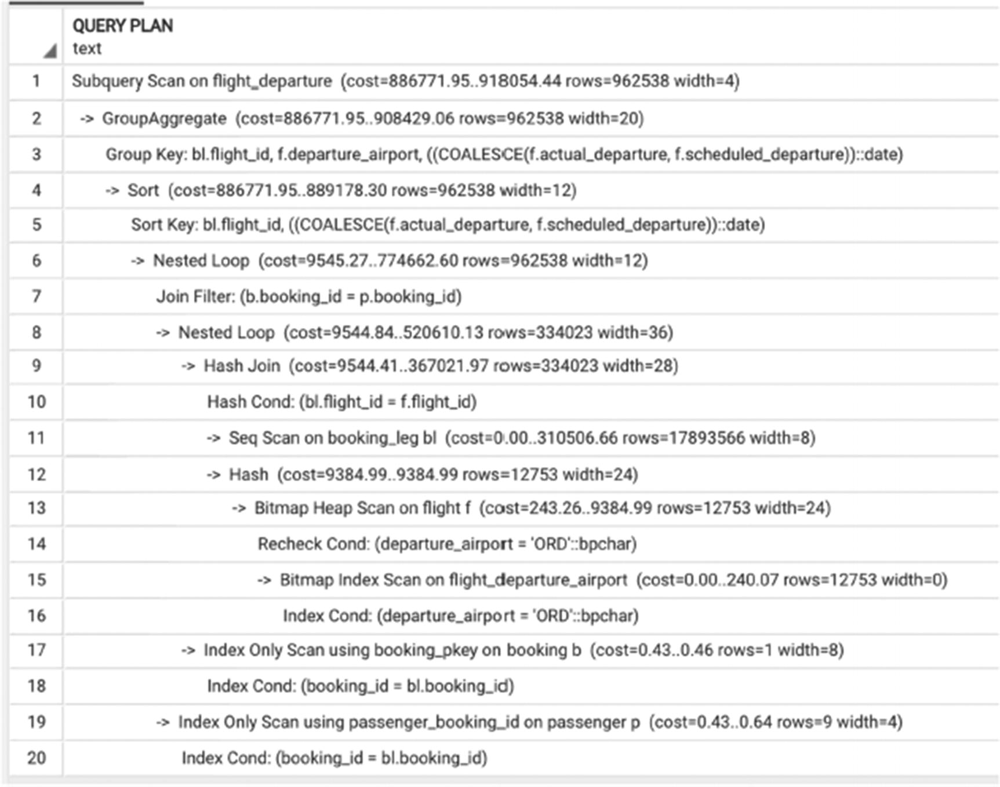 QUERY PLAN
text
1 Subquery Scan on flight_departure (cost=886771.95..918054.44 rows=962538 width=4)
2 -> GroupAggregate (cost=886771.95..908429.06 rows=962538 width=20)
3 Group Key: bl.flight_id, f.departure_airport, ((COALESCE(f.actual_departure, f.scheduled_departure))::date)
4 -> Sort (cost=886771.95..889178.30 rows=962538 width=12)
5 Sort Key: bl.flight_id, ((COALESCE(f.actual_departure, f.scheduled_departure))::date)
6 -> Nested Loop (cost=9545.27..774662.60 rows=962538 width=12)
7 Join Filter: (b.booking_id = p.booking_id)
8 -> Nested Loop (cost=9544.84..520610.13 rows=334023 width=36)
9 -> Hash Join (cost=9544.41..367021.97 rows=334023 width=28)
10 Hash Cond: (bl.flight_id = f.flight_id)
11 -> Seq Scan on booking_leg bl (cost=0.00..310506.66 rows=17893566 width=8)
12 -> Hash (cost=9384.99..9384.99 rows=12753 width=24)
13 -> Bitmap Heap Scan on flight f (cost=243.26..9384.99 rows=12753 width=24)
14 Recheck Cond: (departure_airport = 'ORD'::bpchar)
15 -> Bitmap Index Scan on flight_departure_airport (cost=0.00..240.07 rows=12753 width=0)
16 Index Cond: (departure_airport = 'ORD'::bpchar)
17 -> Index Only Scan using booking_pkey on booking b (cost=0.43..0.46 rows=1 width=8)
18 Index Cond: (booking_id = bl.booking_id)
19 -> Index Only Scan using passenger_booking_id on passenger p (cost=0.43..0.64 rows=9 width=4)
20 Index Cond: (booking_id = bl.booking_id)